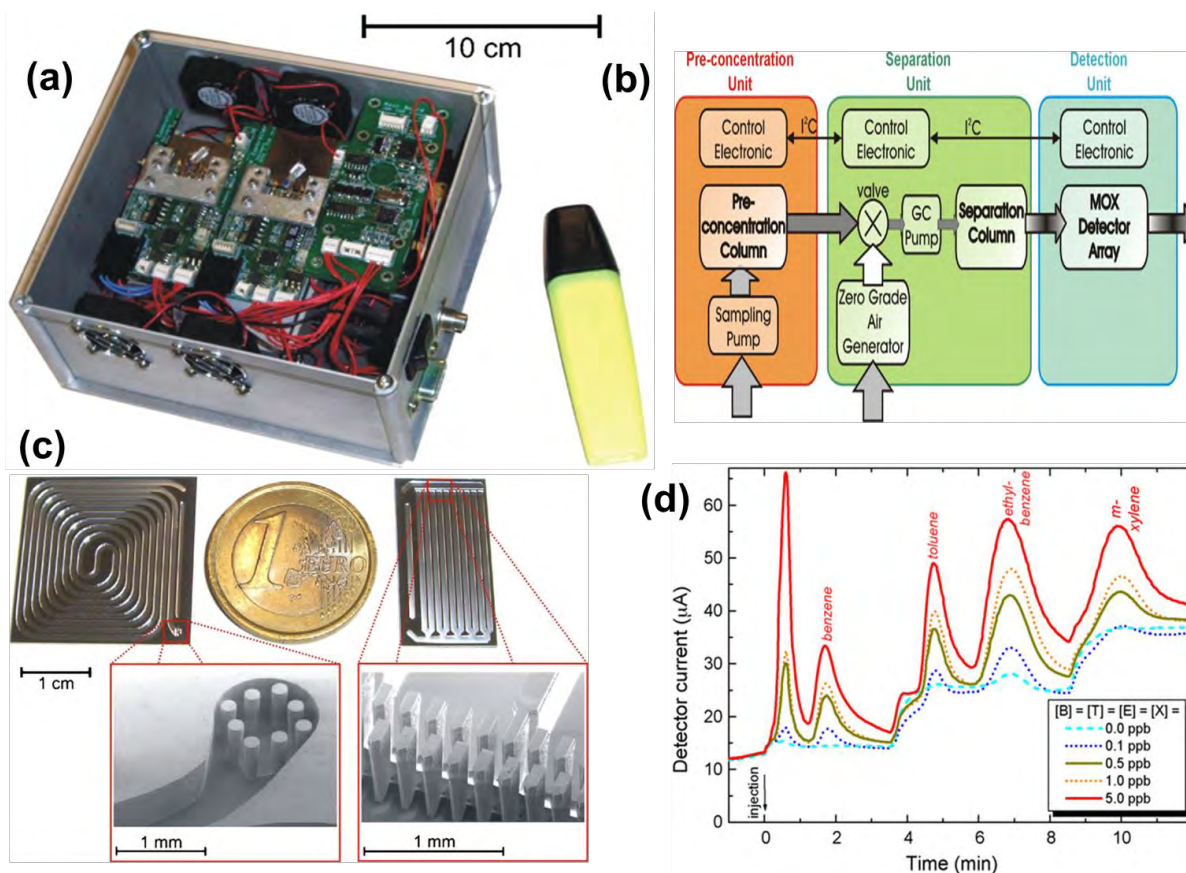 (a)
10 cm
(b)
Pre-concentration
Unit
Separation
Unit
Detection
Unit
Control
Electronic
I²C
Control
Electronic
I²C
Control
Electronic
Pre-
concentration
Column
valve
X
GC
Pump
Separation
Column
MOX
Detector
Array
Sampling
Pump
Zero Grade
Air
Generator
(c)
1
EURO
1 cm
1 mm
1 mm
(d)
Detector current (µA)
70
60
50
40
30
20
10
0
benzene
toluene
ethyl-
benzene
m-
xylene
injection
[B] = [T] = [E] = [X] =
0.0 ppb
0.1 ppb
0.5 ppb
1.0 ppb
5.0 ppb
0
2
4
6
8
10
Time (min)